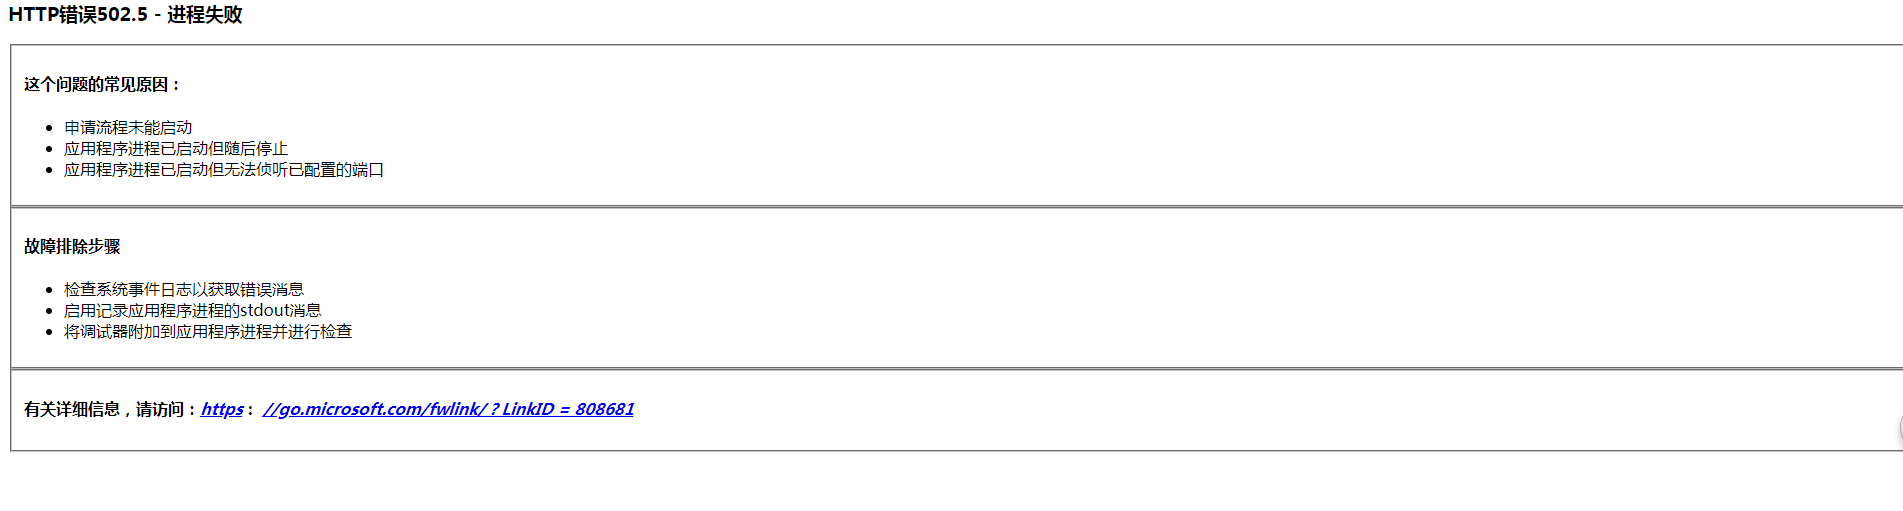 HTTP错误502.5 - 进程失败
这个问题的常见原因：
申请流程未能启动
应用程序进程已启动但随后停止
应用程序进程已启动但无法侦听已配置的端口
故障排除步骤
检查系统事件日志以获取错误消息
启用记录应用程序进程的stdout消息
将调试器附加到应用程序进程并进行检查
有关详细信息，请访问：https： //go.microsoft.com/fwlink/？LinkID = 808681